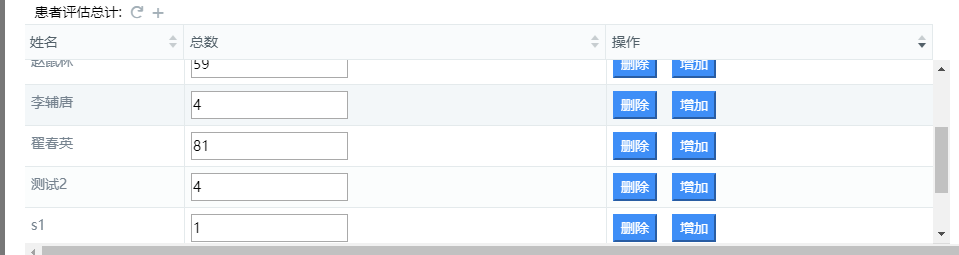 患者评估总计:
姓名 总数 操作
59 删除 增加
李辅唐 4 删除 增加
翟春英 81 删除 增加
测试2 4 删除 增加
s1 1 删除 增加